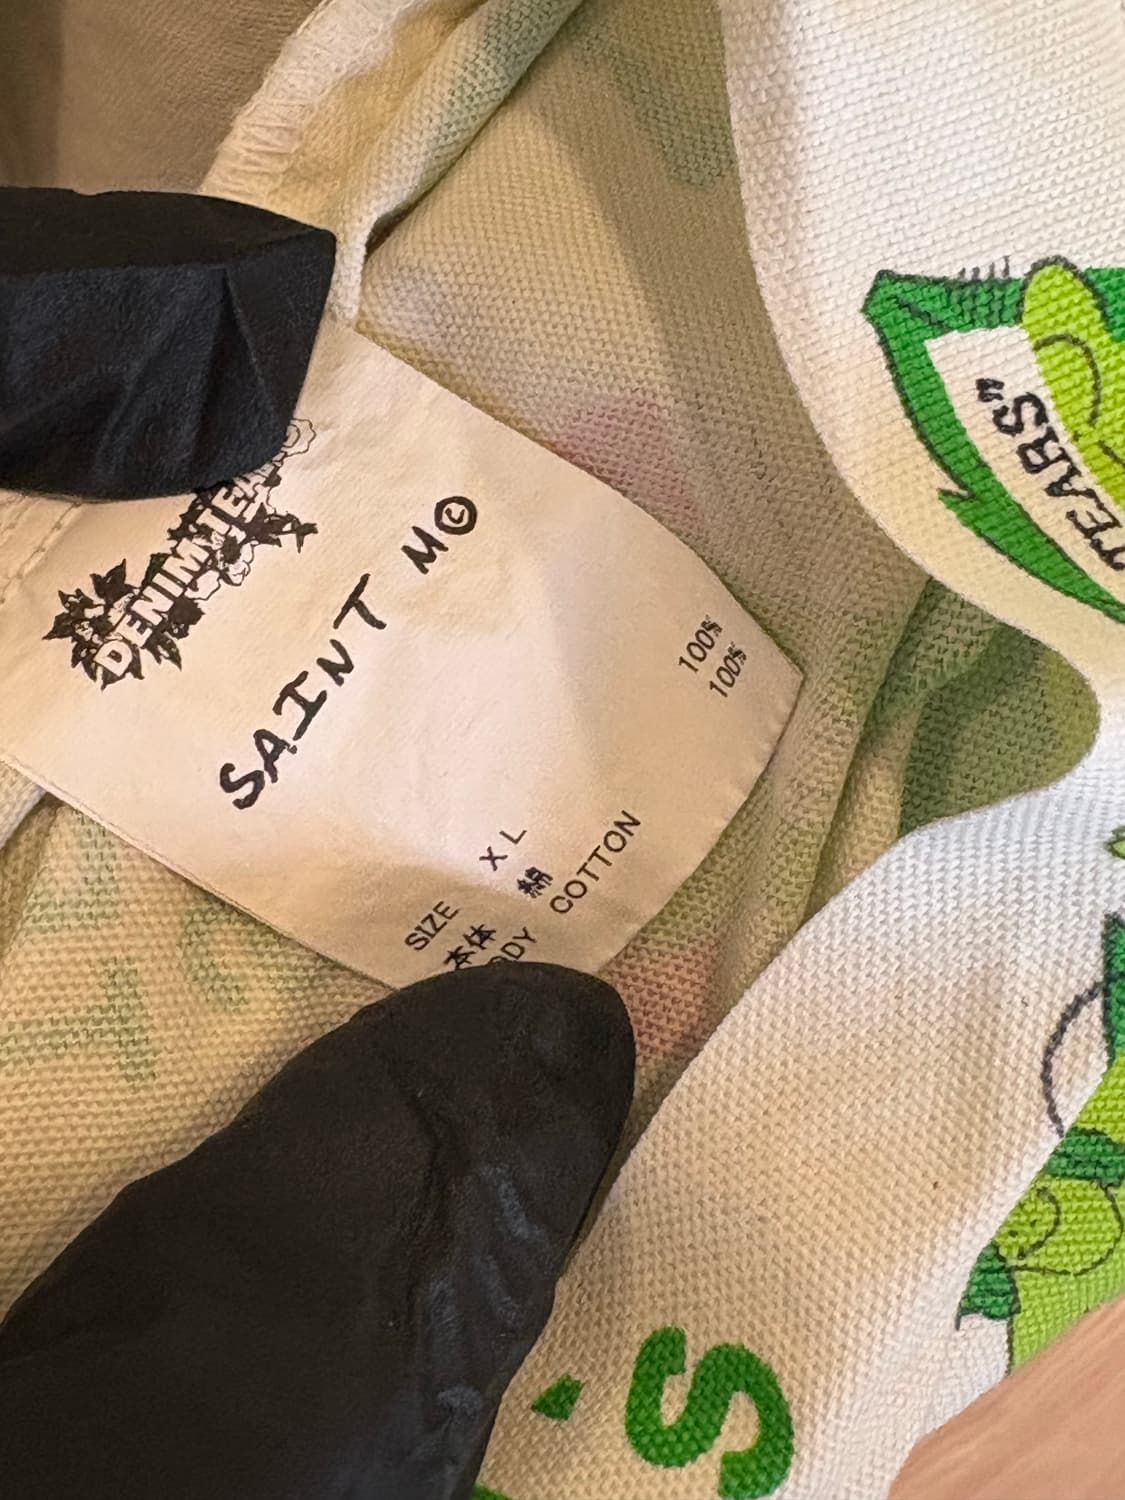 DENIM TEARS
SAINT M©
SIZE XL
本体 綿 100%
BODY COTTON 100%
TEARS"
S